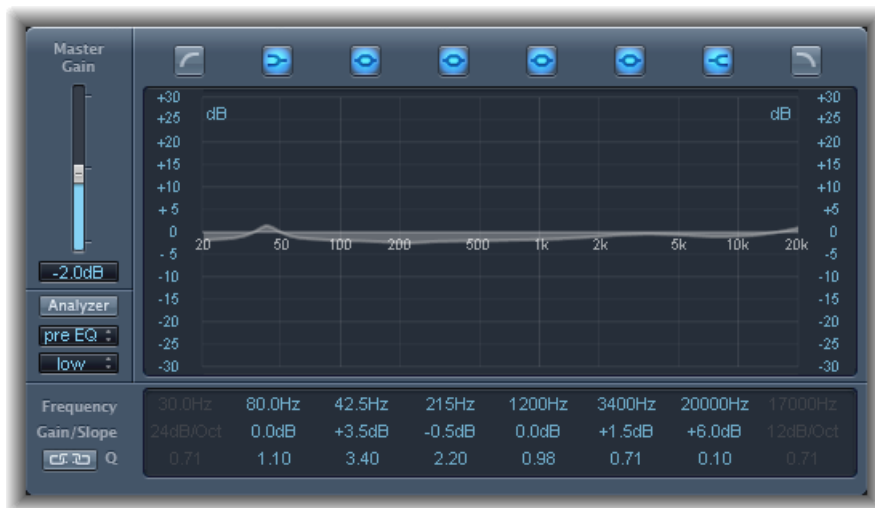 Master
Gain
-2.0dB
Analyzer
pre EQ
low
+30
+25
+20
+15
+10
+ 5
0
- 5
-10
-15
-20
-25
-30
dB
dB
20 50 100 200 500 1k 2k 5k 10k 20k
+30
+25
+20
+15
+10
+5
0
-5
-10
-15
-20
-25
-30
Frequency 30.0Hz 80.0Hz 42.5Hz 215Hz 1200Hz 3400Hz 20000Hz 17000Hz
Gain/Slope 24dB/Oct 0.0dB +3.5dB -0.5dB 0.0dB +1.5dB +6.0dB 12dB/Oct
Q 0.71 1.10 3.40 2.20 0.98 0.71 0.10 0.71